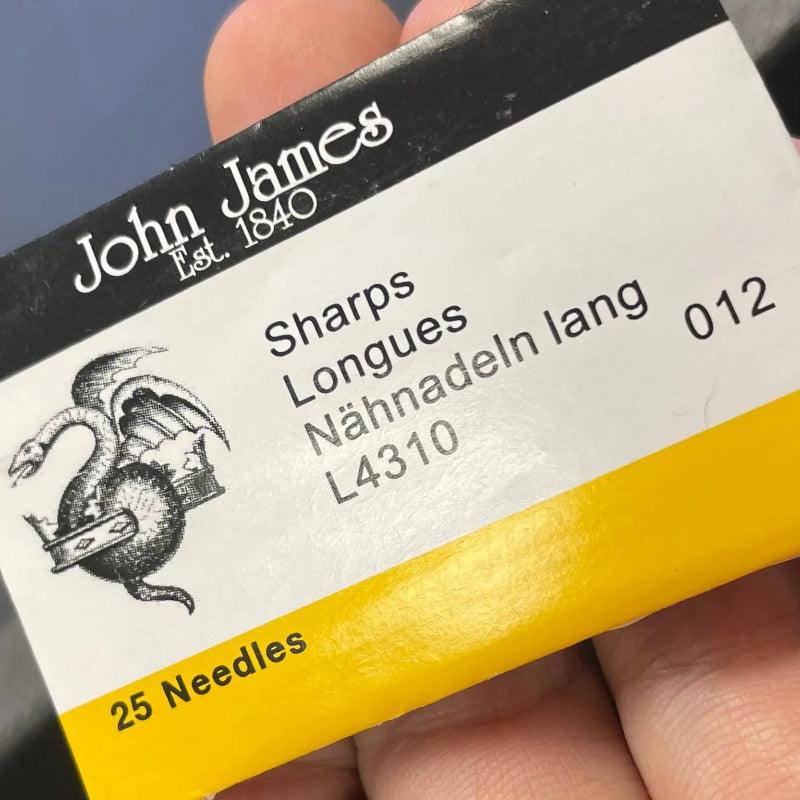 John James
Est. 1840
Sharps
Longues
Nähnadeln lang 012
L4310
25 Needles